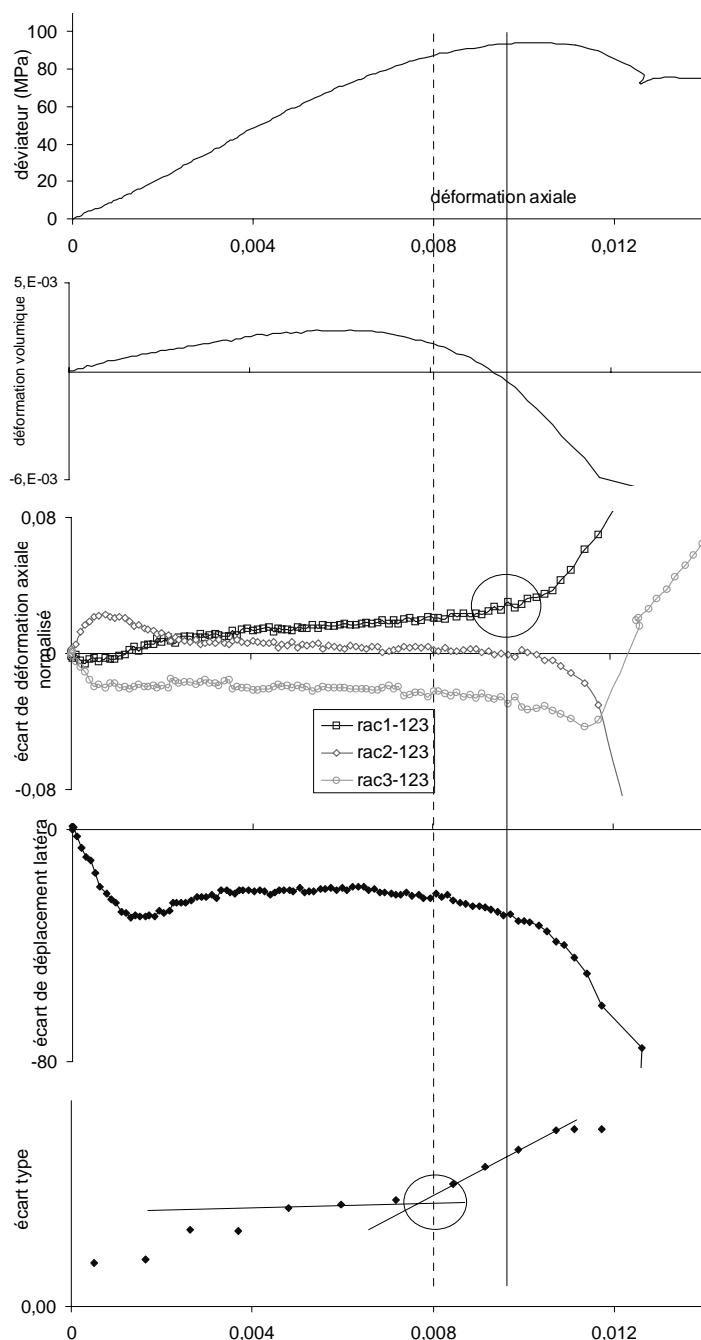 100
80
60
40
20
0
déviateur (MPa)
déformation axiale
0
0,004
0,008
0,012
5,E-03
-6,E-03
déformation volumique
0,08
0
-0,08
écart de déformation axiale
normalisé
rac1-123
rac2-123
rac3-123
0
-80
écart de déplacement latéra
écart type
0,00
0
0,004
0,008
0,012